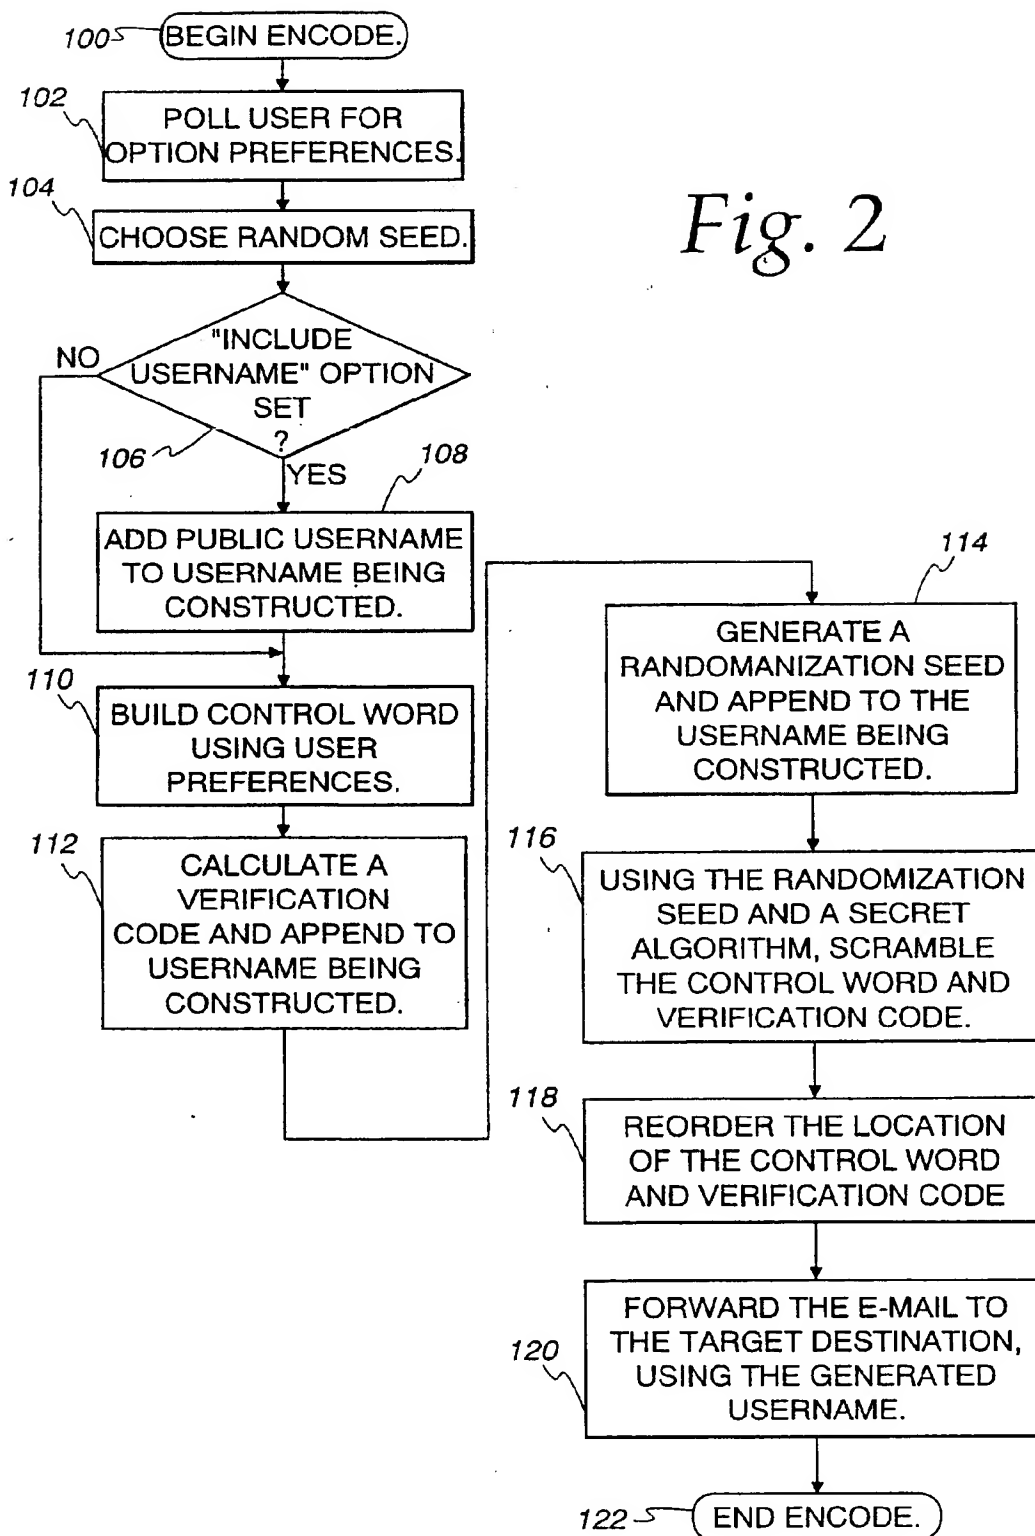 100
BEGIN ENCODE.
102
POLL USER FOR
OPTION PREFERENCES.
104
CHOOSE RANDOM SEED.
Fig. 2
"INCLUDE
USERNAME" OPTION
SET
?
NO
106
YES
108
ADD PUBLIC USERNAME
TO USERNAME BEING
CONSTRUCTED.
110
BUILD CONTROL WORD
USING USER
PREFERENCES.
112
CALCULATE A
VERIFICATION
CODE AND APPEND TO
USERNAME BEING
CONSTRUCTED.
114
GENERATE A
RANDOMANIZATION SEED
AND APPEND TO THE
USERNAME BEING
CONSTRUCTED.
116
USING THE RANDOMIZATION
SEED AND A SECRET
ALGORITHM, SCRAMBLE
THE CONTROL WORD AND
VERIFICATION CODE.
118
REORDER THE LOCATION
OF THE CONTROL WORD
AND VERIFICATION CODE
120
FORWARD THE E-MAIL TO
THE TARGET DESTINATION,
USING THE GENERATED
USERNAME.
122
END ENCODE.